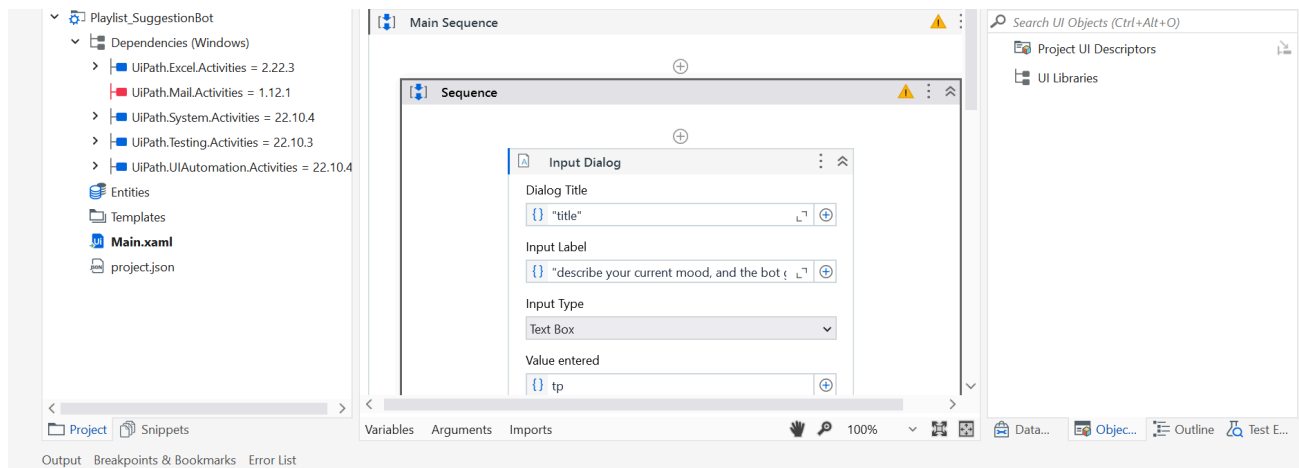 Playlist_SuggestionBot
Dependencies (Windows)
UiPath.Excel.Activities = 2.22.3
UiPath.Mail.Activities = 1.12.1
UiPath.System.Activities = 22.10.4
UiPath.Testing.Activities = 22.10.3
UiPath.UIAutomation.Activities = 22.10.4
Entities
Templates
Main.xaml
project.json
Project
Snippets
Output Breakpoints & Bookmarks Error List
Main Sequence
Sequence
Input Dialog
Dialog Title
"title"
Input Label
"describe your current mood, and the bot g
Input Type
Text Box
Value entered
tp
Variables Arguments Imports
100%
Search UI Objects (Ctrl+Alt+O)
Project UI Descriptors
UI Libraries
Data...
Objec...
Outline
Test E...